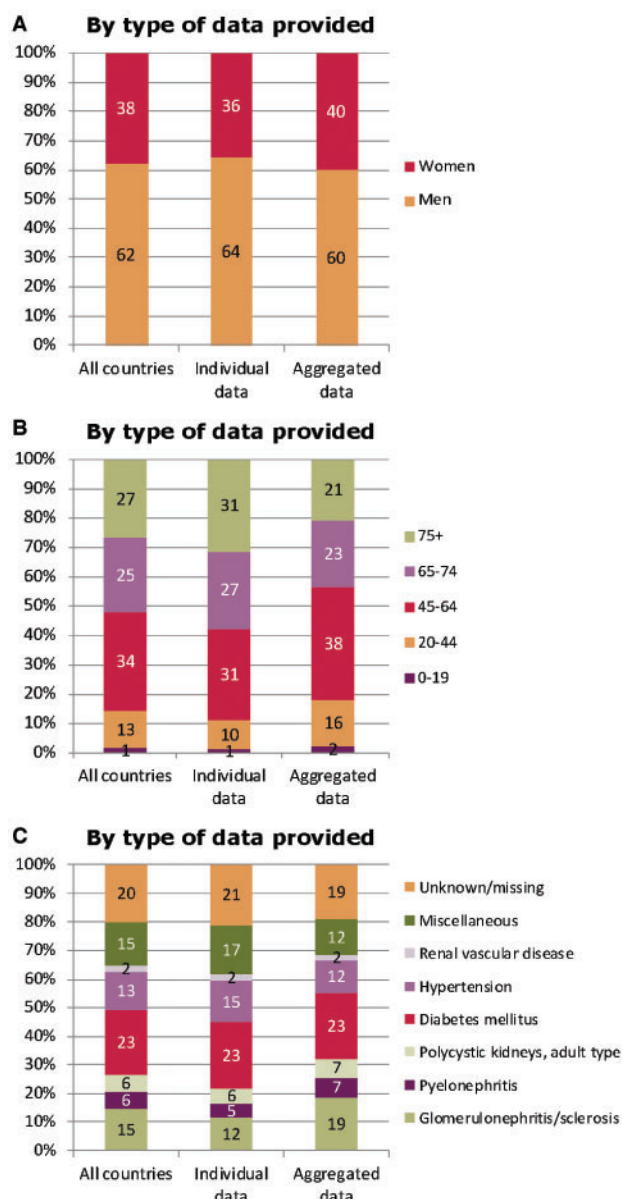 A By type of data provided
100%
90%
80%
70%
60%
50%
40%
30%
20%
10%
0%
38 36 40
62 64 60
All countries Individual data Aggregated data
Women
Men
B By type of data provided
100%
90%
80%
70%
60%
50%
40%
30%
20%
10%
0%
27 31 21
25 27 23
34 31 38
13 10 16
1 1 2
All countries Individual data Aggregated data
75+
65-74
45-64
20-44
0-19
C By type of data provided
100%
90%
80%
70%
60%
50%
40%
30%
20%
10%
0%
20 21 19
15 17 12
2 2 2
13 15 12
23 23 23
6 6 7
6 5 7
15 12 19
All countries Individual data Aggregated data
Unknown/missing
Miscellaneous
Renal vascular disease
Hypertension
Diabetes mellitus
Polycystic kidneys, adult type
Pyelonephritis
Glomerulonephritis/sclerosis